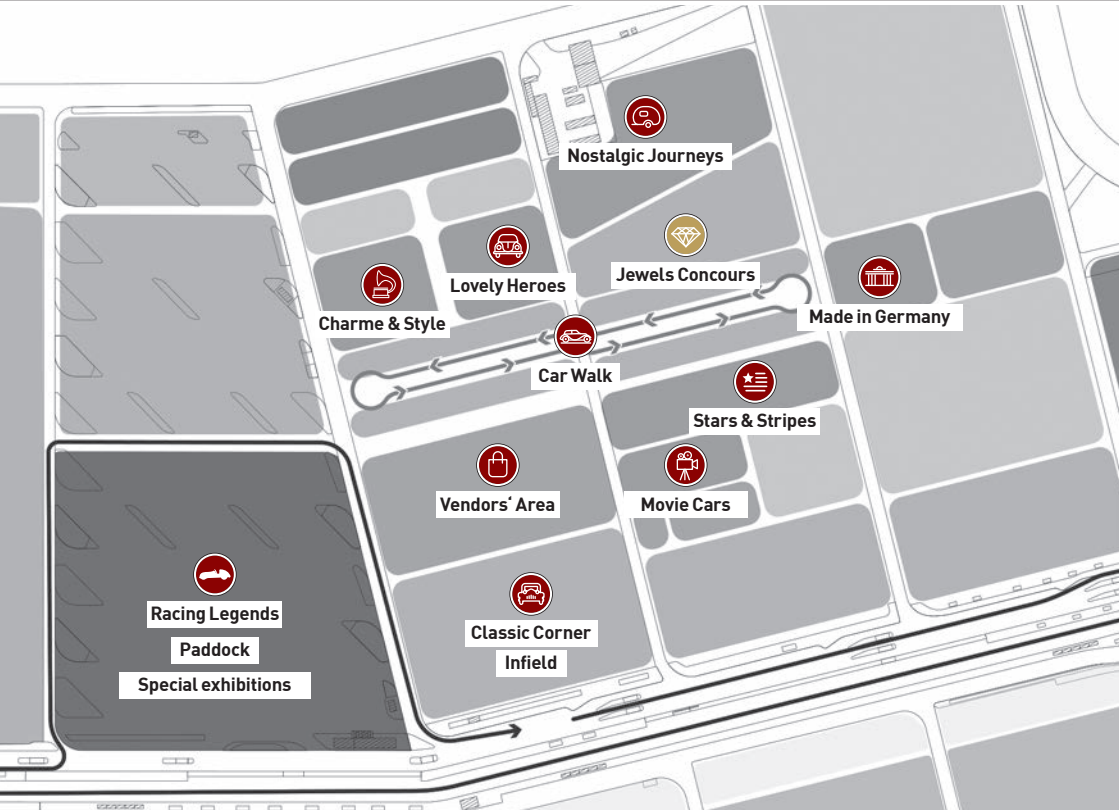 Nostalgic Journeys
Jewels Concours
Lovely Heroes
Charme & Style
Made in Germany
Car Walk
Stars & Stripes
Vendors‘ Area
Movie Cars
Racing Legends
Paddock
Special exhibitions
Classic Corner
Infield